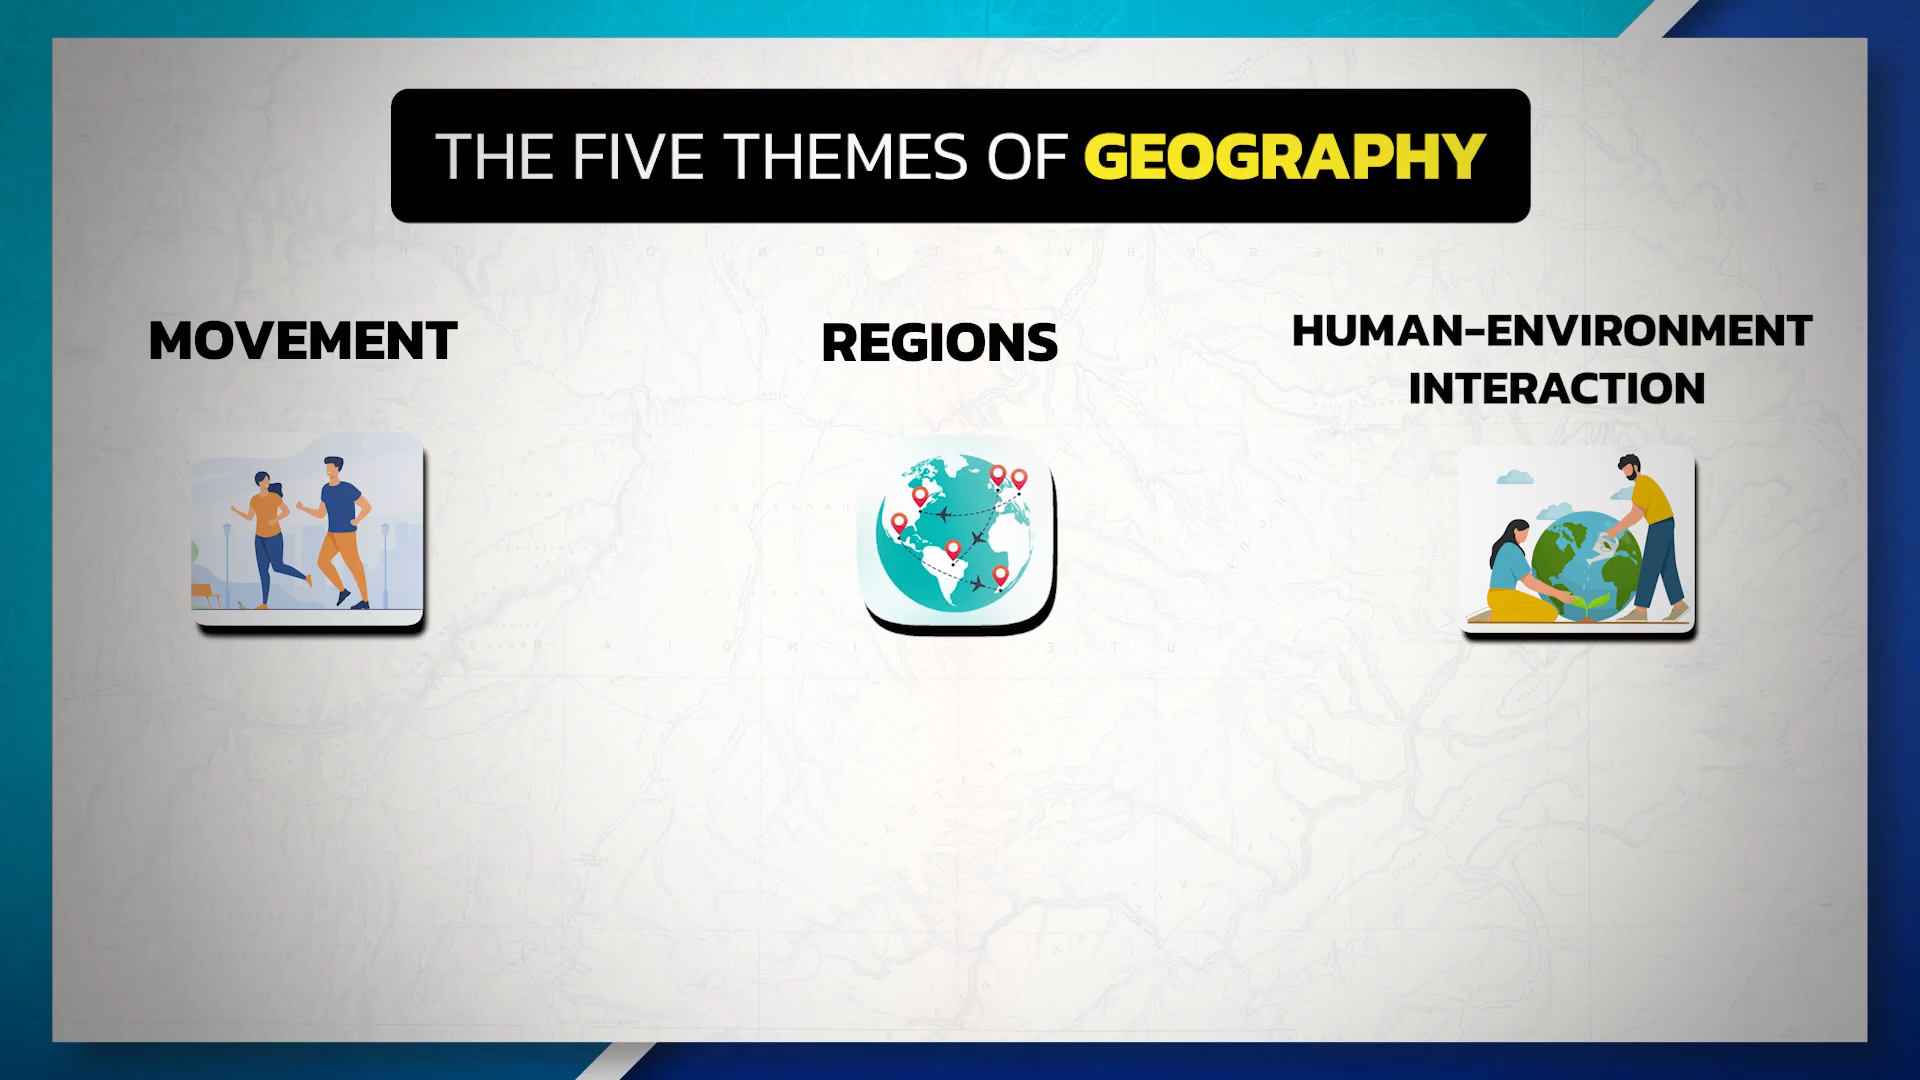 THE FIVE THEMES OF GEOGRAPHY
MOVEMENT
REGIONS
HUMAN-ENVIRONMENT
INTERACTION